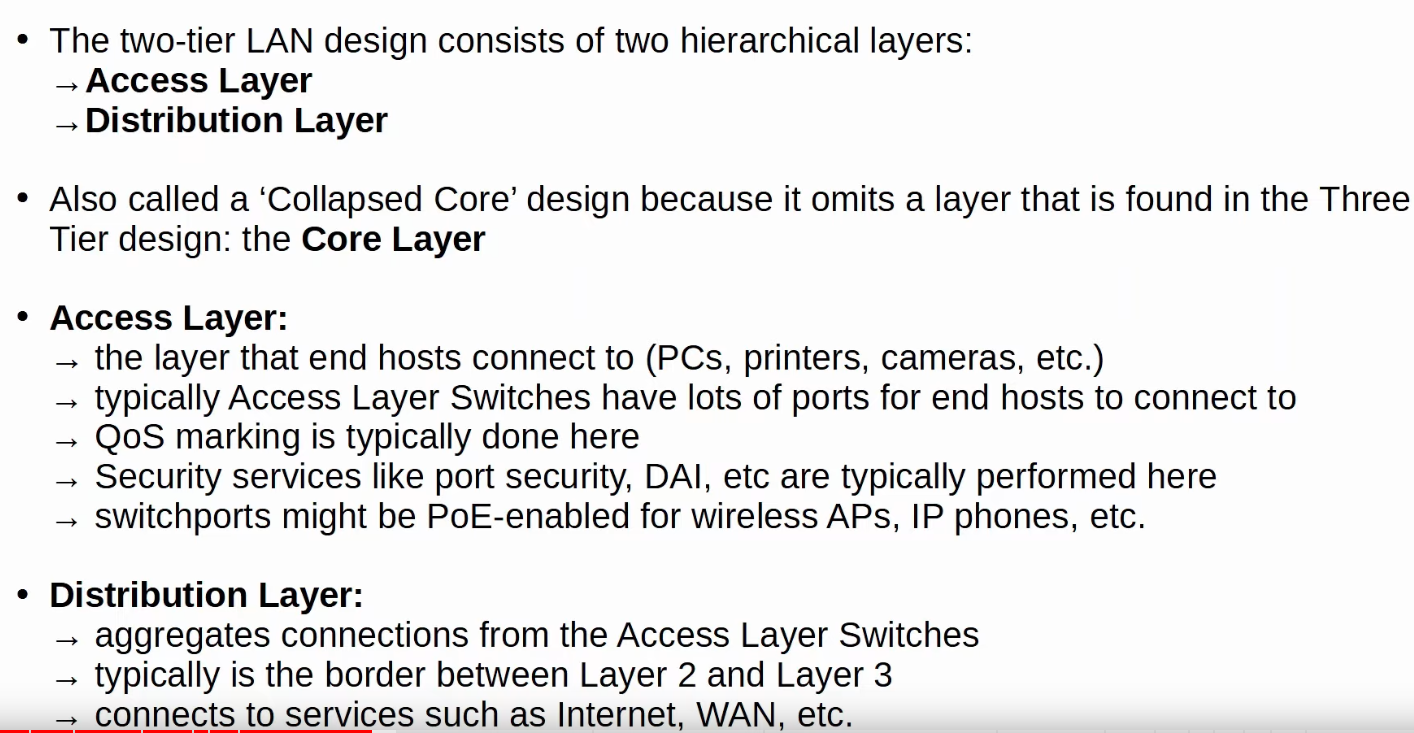 • The two-tier LAN design consists of two hierarchical layers:
→Access Layer
→Distribution Layer
• Also called a ‘Collapsed Core’ design because it omits a layer that is found in the Three
Tier design: the Core Layer
• Access Layer:
→ the layer that end hosts connect to (PCs, printers, cameras, etc.)
→ typically Access Layer Switches have lots of ports for end hosts to connect to
→ QoS marking is typically done here
→ Security services like port security, DAI, etc are typically performed here
→ switchports might be PoE-enabled for wireless APs, IP phones, etc.
• Distribution Layer:
→ aggregates connections from the Access Layer Switches
→ typically is the border between Layer 2 and Layer 3
→ connects to services such as Internet, WAN, etc.